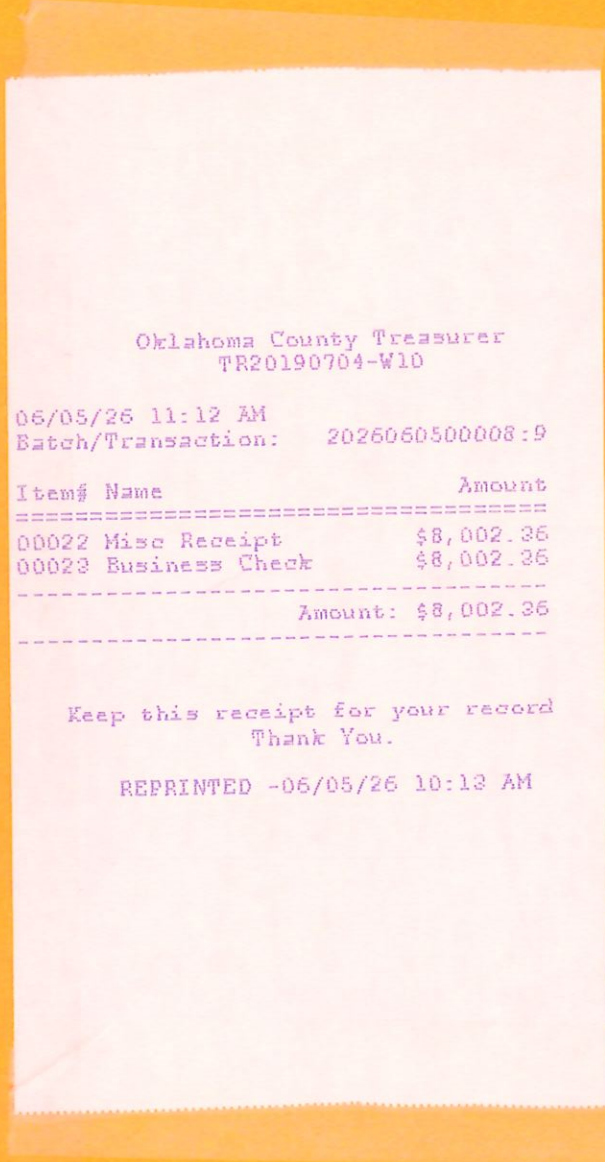 Oklahoma County Treasurer
TR20190704-W10
06/05/26 11:12 AM
Batch/Transaction: 2026060500008:9
Item# Name Amount
====================================
00022 Misc Receipt $8,002.36
00023 Business Check $8,002.36
------------------------------------
Amount: $8,002.36
------------------------------------
Keep this receipt for your record
Thank You.
REPRINTED -06/05/26 10:13 AM